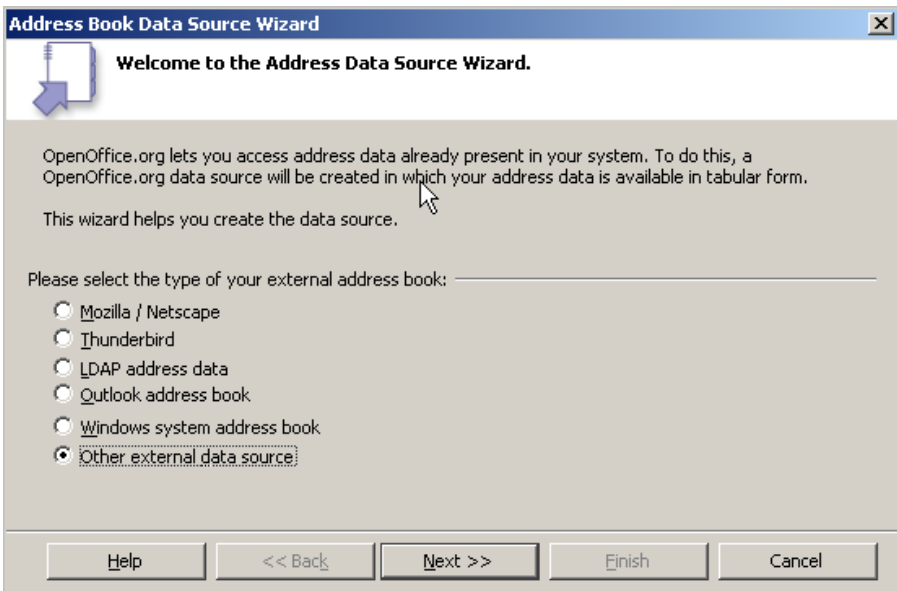 Address Book Data Source Wizard
Welcome to the Address Data Source Wizard.
OpenOffice.org lets you access address data already present in your system. To do this, a
OpenOffice.org data source will be created in which your address data is available in tabular form.
This wizard helps you create the data source.
Please select the type of your external address book:
Mozilla / Netscape
Thunderbird
LDAP address data
Outlook address book
Windows system address book
Other external data source
Help
<< Back
Next >>
Finish
Cancel